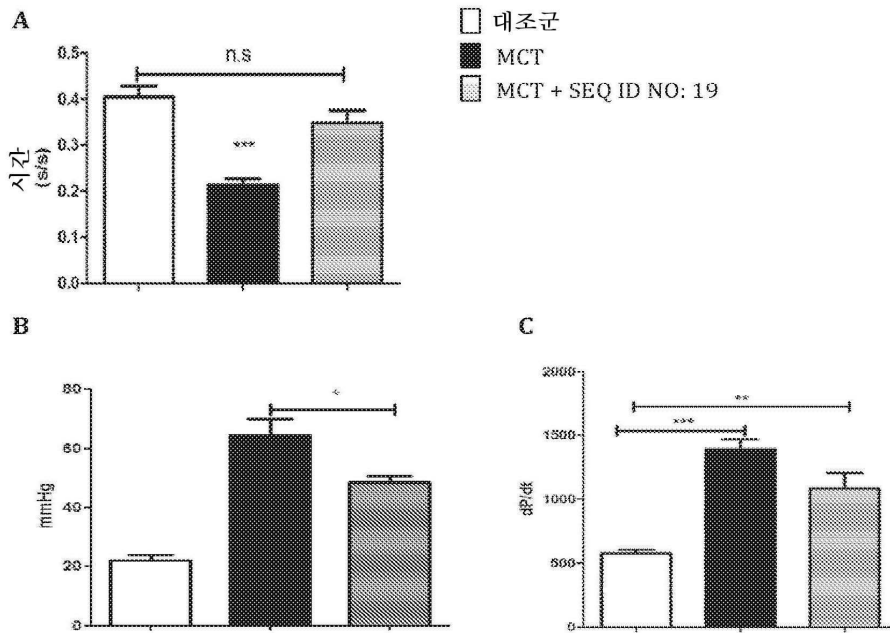 A
대조군
MCT
MCT + SEQ ID NO: 19
n.s
0.5
0.4
0.3
0.2
0.1
0.0
***
시간
(s/s)
B
80
60
40
20
0
mmHg
*
C
2000
1500
1000
500
0
dP/dt
**
***